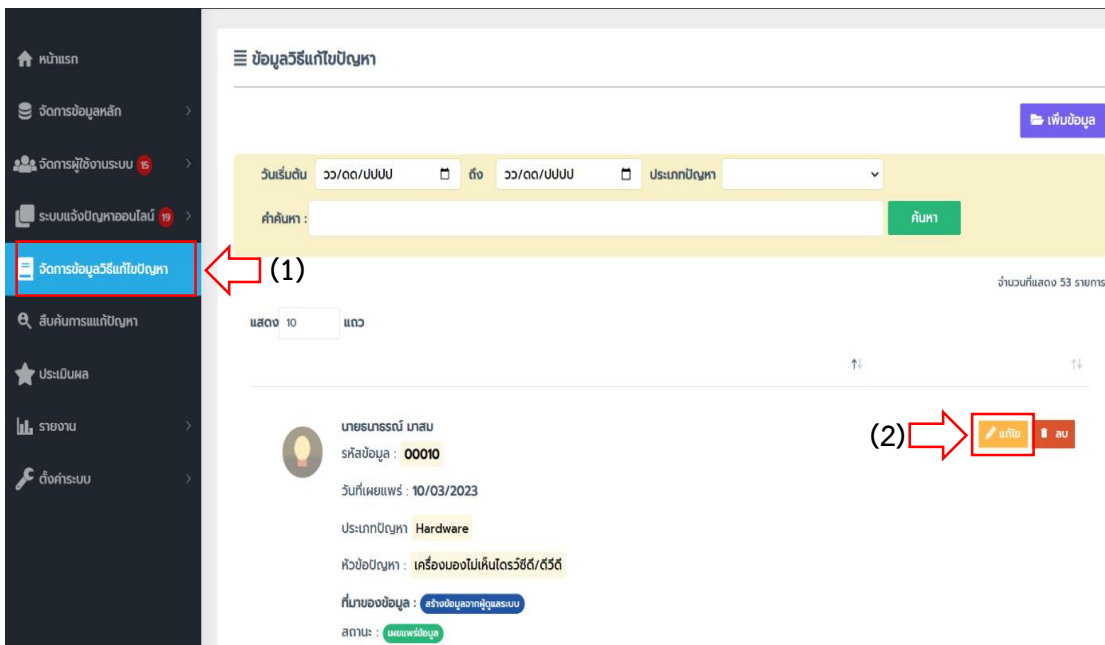 หน้าแรก
จัดการข้อมูลหลัก
จัดการผู้ใช้งานระบบ 15
ระบบแจ้งปัญหาออนไลน์ 19
จัดการข้อมูลวิธีแก้ไขปัญหา
(1)
สืบค้นการแแก้ปัญหา
ประเมินผล
รายงาน
ตั้งค่าระบบ
ข้อมูลวิธีแก้ไขปัญหา
เพิ่มข้อมูล
วันเริ่มต้น วว/ดด/ปปปป ถึง วว/ดด/ปปปป ประเภทปัญหา
คำค้นหา : ค้นหา
จำนวนที่แสดง 53 รายการ
แสดง 10 แถว
นายธนาธรณ์ มาสม
(2) แก้ไข ลบ
รหัสข้อมูล : 00010
วันที่เผยแพร่ : 10/03/2023
ประเภทปัญหา Hardware
หัวข้อปัญหา : เครื่องมองไม่เห็นไดรว์ซีดี/ดีวีดี
ที่มาของข้อมูล : สร้างข้อมูลจากผู้ดูแลระบบ
สถานะ : เผยแพร่ข้อมูล